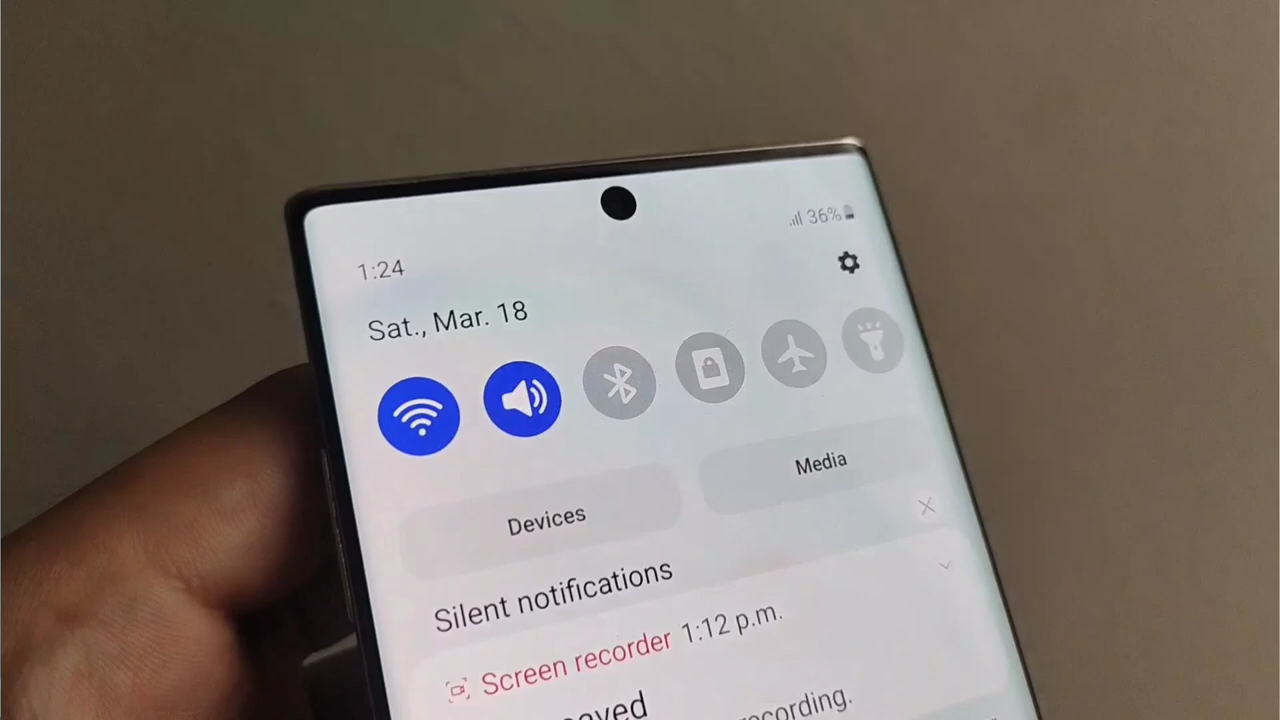 36%
1:24
Sat., Mar. 18
Devices
Media
Silent notifications
Screen recorder 1:12 p.m.
recording.